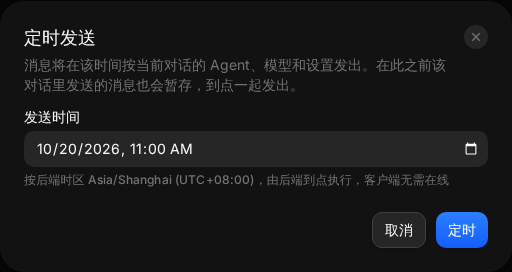 定时发送
消息将在该时间按当前对话的 Agent、模型和设置发出。在此之前该
对话里发送的消息也会暂存，到点一起发出。
发送时间
10/20/2026, 11:00 AM
按后端时区 Asia/Shanghai (UTC+08:00)，由后端到点执行，客户端无需在线
取消
定时